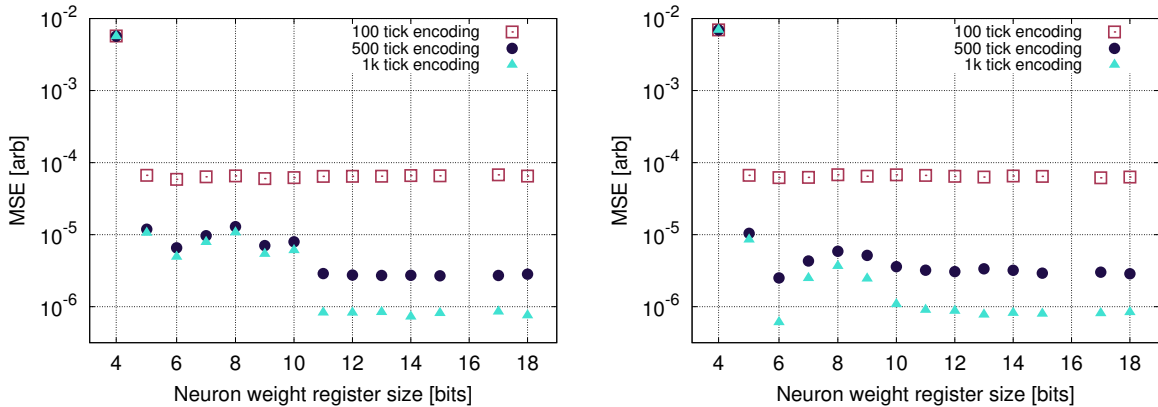 10^-2
10^-3
10^-4
10^-5
10^-6
MSE [arb]
100 tick encoding
500 tick encoding
1k tick encoding
4 6 8 10 12 14 16 18
Neuron weight register size [bits]
10^-2
10^-3
10^-4
10^-5
10^-6
MSE [arb]
100 tick encoding
500 tick encoding
1k tick encoding
4 6 8 10 12 14 16 18
Neuron weight register size [bits]